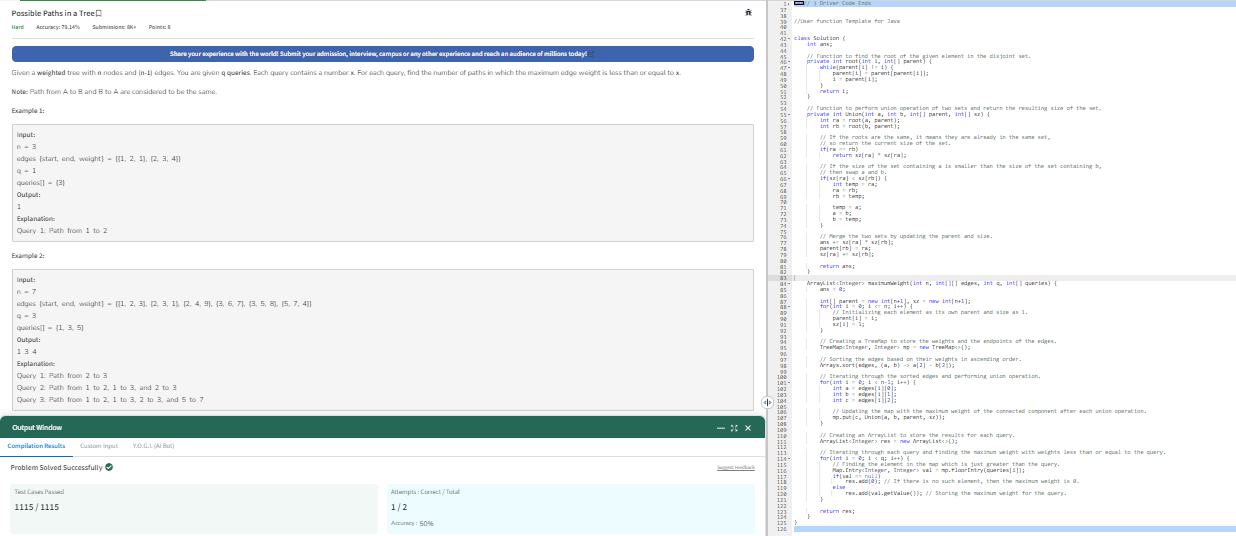 Possible Paths in a Tree
Hard Accuracy: 79.14% Submissions: 8K+ Points: 8
Share your experience with the world! Submit your admission, interview, campus or any other experience and reach an audience of millions today!
Given a weighted tree with n nodes and (n-1) edges. You are given q queries. Each query contains a number x. For each query, find the number of paths in which the maximum edge weight is less than or equal to x.
Note: Path from A to B and B to A are considered to be the same.
Example 1:
Input:
n = 3
edges {start, end, weight} = {{1, 2, 1}, {2, 3, 4}}
q = 1
queries[] = {3}
Output:
1
Explanation:
Query 1: Path from 1 to 2
Example 2:
Input:
n = 7
edges {start, end, weight} = {{1, 2, 3}, {2, 3, 1}, {2, 4, 9}, {3, 6, 7}, {3, 5, 8}, {5, 7, 4}}
q = 3
queries[] = {1, 3, 5}
Output:
1 3 4
Explanation:
Query 1: Path from 2 to 3
Query 2: Path from 1 to 2, 1 to 3, and 2 to 3
Query 3: Path from 1 to 2, 1 to 3, 2 to 3, and 5 to 7
Output Window
Compilation Results Custom Input Y.O.G.I. (AI Bot)
Problem Solved Successfully
Suggest Feedback
Test Cases Passed
1115 / 1115
Attempts : Correct / Total
1 / 2
Accuracy : 50%
// } Driver Code Ends
//User function Template for Java
class Solution {
int ans;
// Function to find the root of the given element in the disjoint set.
private int root(int i, int[] parent) {
while(parent[i] != i) {
parent[i] = parent[parent[i]];
i = parent[i];
}
return i;
}
// Function to perform union operation of two sets and return the resulting size of the set.
private int Union(int a, int b, int[] parent, int[] sz) {
int ra = root(a, parent);
int rb = root(b, parent);
// If the roots are the same, it means they are already in the same set,
// so return the current size of the set.
if(ra == rb)
return sz[ra] * sz[ra];
// If the size of the set containing a is smaller than the size of the set containing b,
// then swap a and b.
if(sz[ra] < sz[rb]) {
int temp = ra;
ra = rb;
rb = temp;
temp = a;
a = b;
b = temp;
}
// Merge the two sets by updating the parent and size.
ans += sz[ra] * sz[rb];
parent[rb] = ra;
sz[ra] += sz[rb];
return ans;
}
ArrayList<Integer> maximumWeight(int n, int[][] edges, int q, int[] queries) {
ans = 0;
int[] parent = new int[n+1], sz = new int[n+1];
for(int i = 0; i <= n; i++) {
// Initializing each element as its own parent and size as 1.
parent[i] = i;
sz[i] = 1;
}
// Creating a TreeMap to store the weights and the endpoints of the edges.
TreeMap<Integer, Integer> mp = new TreeMap<>();
// Sorting the edges based on their weights in ascending order.
Arrays.sort(edges, (a, b) -> a[2] - b[2]);
// Iterating through the sorted edges and performing union operation.
for(int i = 0; i < n-1; i++) {
int a = edges[i][0];
int b = edges[i][1];
int c = edges[i][2];
// Updating the map with the maximum weight of the connected component after each union operation.
mp.put(c, Union(a, b, parent, sz));
}
// Creating an ArrayList to store the results for each query.
ArrayList<Integer> res = new ArrayList<>();
// Iterating through each query and finding the maximum weight with weights less than or equal to the query.
for(int i = 0; i < q; i++) {
// Finding the element in the map which is just greater than the query.
Map.Entry<Integer, Integer> val = mp.floorEntry(queries[i]);
if(val == null)
res.add(0); // If there is no such element, then the maximum weight is 0.
else
res.add(val.getValue()); // Storing the maximum weight for the query.
}
return res;
}
}